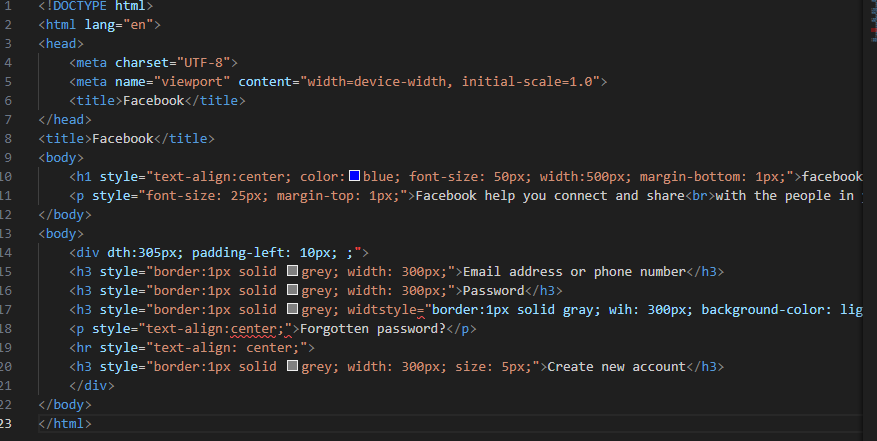 1 <!DOCTYPE html>
2 <html lang="en">
3 <head>
4 <meta charset="UTF-8">
5 <meta name="viewport" content="width=device-width, initial-scale=1.0">
6 <title>Facebook</title>
7 </head>
8 <title>Facebook</title>
9 <body>
10 <h1 style="text-align:center; color:blue; font-size: 50px; width:500px; margin-bottom: 1px;">facebook
11 <p style="font-size: 25px; margin-top: 1px;">Facebook help you connect and share<br>with the people in
12 </body>
13 <body>
14 <div dth:305px; padding-left: 10px; ;">
15 <h3 style="border:1px solid grey; width: 300px;">Email address or phone number</h3>
16 <h3 style="border:1px solid grey; width: 300px;">Password</h3>
17 <h3 style="border:1px solid grey; widtstyle="border:1px solid gray; wih: 300px; background-color: lig
18 <p style="text-align:center;">Forgotten password?</p>
19 <hr style="text-align: center;">
20 <h3 style="border:1px solid grey; width: 300px; size: 5px;">Create new account</h3>
21 </div>
22 </body>
23 </html>